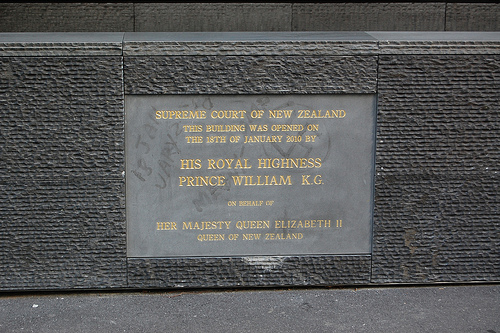 SUPREME COURT OF NEW ZEALAND
THIS BUILDING WAS OPENED ON
THE 18TH OF JANUARY 2010 BY
HIS ROYAL HIGHNESS
PRINCE WILLIAM K.G.
ON BEHALF OF
HER MAJESTY QUEEN ELIZABETH II
QUEEN OF NEW ZEALAND